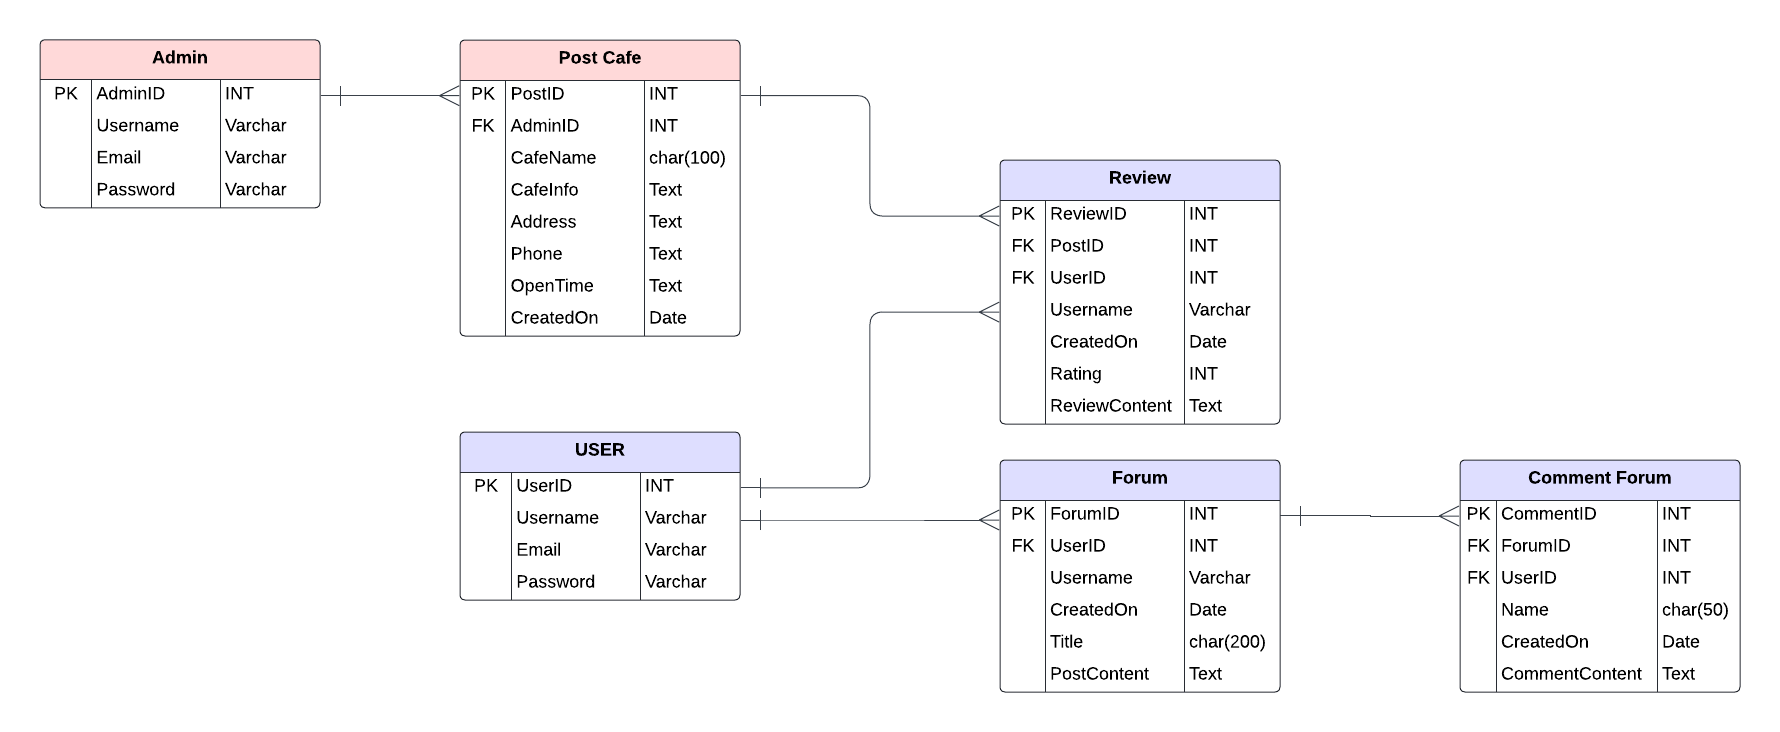 Admin
PK AdminID INT
Username Varchar
Email Varchar
Password Varchar
Post Cafe
PK PostID INT
FK AdminID INT
CafeName char(100)
CafeInfo Text
Address Text
Phone Text
OpenTime Text
CreatedOn Date
Review
PK ReviewID INT
FK PostID INT
FK UserID INT
Username Varchar
CreatedOn Date
Rating INT
ReviewContent Text
USER
PK UserID INT
Username Varchar
Email Varchar
Password Varchar
Forum
PK ForumID INT
FK UserID INT
Username Varchar
CreatedOn Date
Title char(200)
PostContent Text
Comment Forum
PK CommentID INT
FK ForumID INT
FK UserID INT
Name char(50)
CreatedOn Date
CommentContent Text